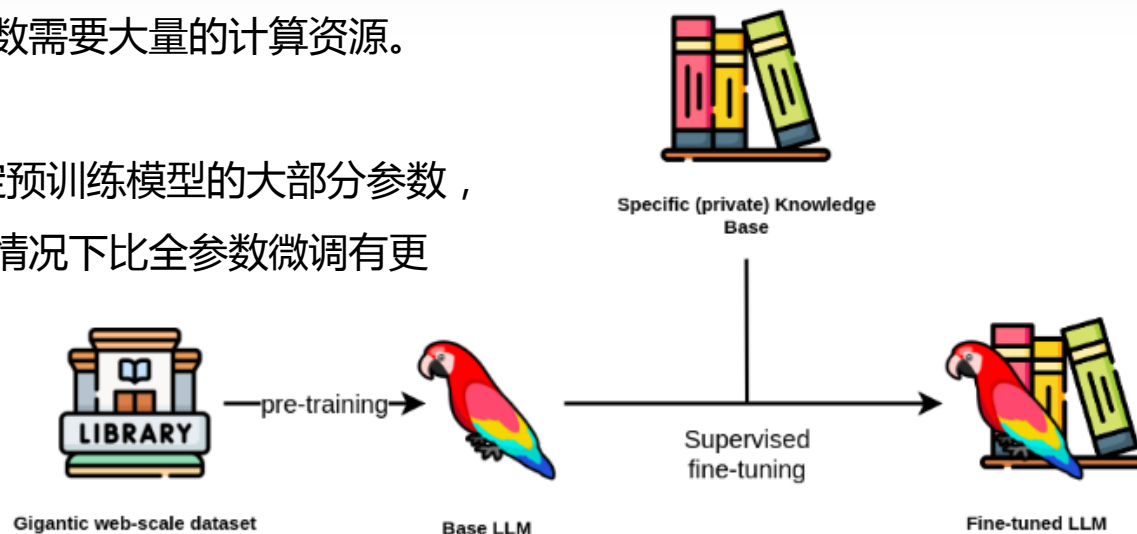 数需要大量的计算资源。
预训练模型的大部分参数，
情况下比全参数微调有更
Specific (private) Knowledge
Base
LIBRARY
pre-training
Supervised
fine-tuning
Gigantic web-scale dataset
Base LLM
Fine-tuned LLM